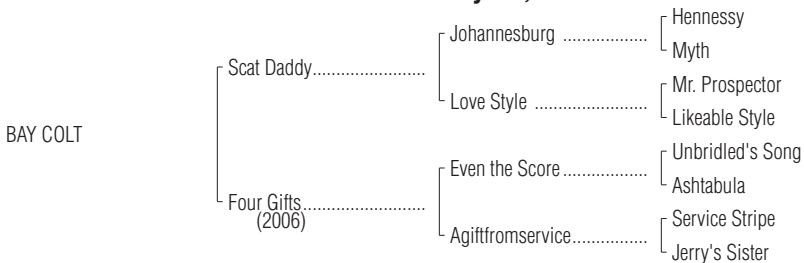 Hennessy
Johannesburg ..................
Myth
Scat Daddy........................
Mr. Prospector
Love Style ........................
Likeable Style
BAY COLT
Unbridled's Song
Even the Score..................
Ashtabula
Four Gifts..........................
(2006)
Service Stripe
Agiftfromservice................
Jerry's Sister